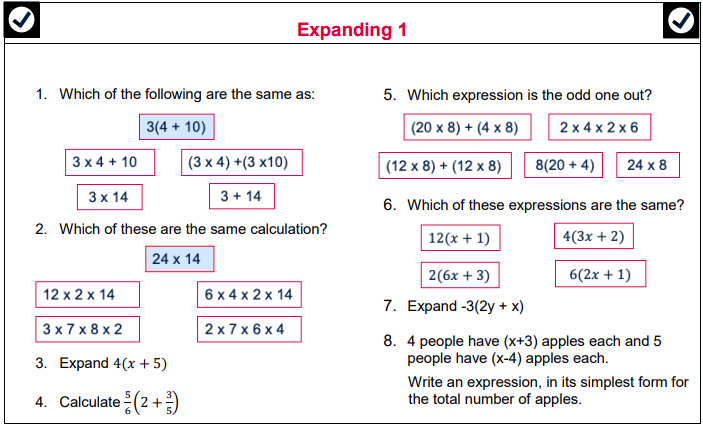 Expanding 1
1. Which of the following are the same as:
3(4 + 10)
3 x 4 + 10
(3 x 4) +(3 x10)
3 x 14
3 + 14
2. Which of these are the same calculation?
24 x 14
12 x 2 x 14
6 x 4 x 2 x 14
3 x 7 x 8 x 2
2 x 7 x 6 x 4
3. Expand 4(x + 5)
4. Calculate 5/6 (2 + 3/5)
5. Which expression is the odd one out?
(20 x 8) + (4 x 8)
2 x 4 x 2 x 6
(12 x 8) + (12 x 8)
8(20 + 4)
24 x 8
6. Which of these expressions are the same?
12(x + 1)
4(3x + 2)
2(6x + 3)
6(2x + 1)
7. Expand -3(2y + x)
8. 4 people have (x+3) apples each and 5
people have (x-4) apples each.
Write an expression, in its simplest form for
the total number of apples.